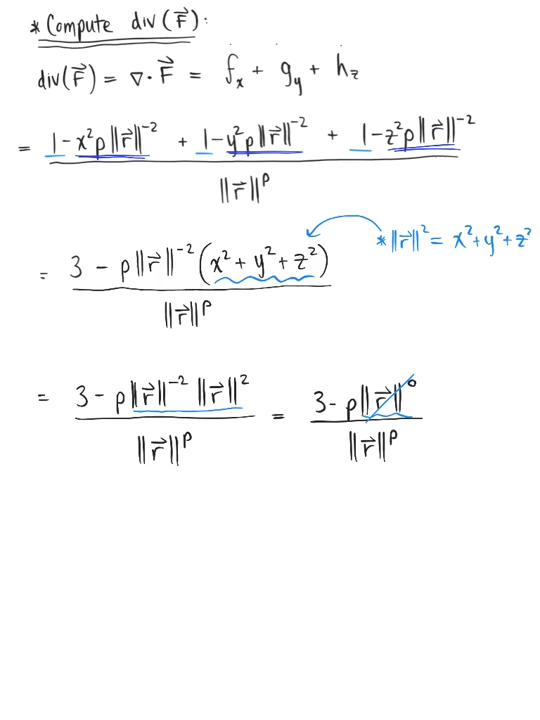 * Compute div(F⃗):
div(F⃗) = ∇·F⃗ = f_x + g_y + h_z
= (1 - x²p‖r⃗‖⁻² + 1 - y²p‖r⃗‖⁻² + 1 - z²p‖r⃗‖⁻²) / ‖r⃗‖^p
= (3 - p‖r⃗‖⁻²(x² + y² + z²)) / ‖r⃗‖^p
* ‖r⃗‖² = x² + y² + z²
= (3 - p‖r⃗‖⁻² ‖r⃗‖²) / ‖r⃗‖^p = (3 - p‖r⃗‖⁰) / ‖r⃗‖^p